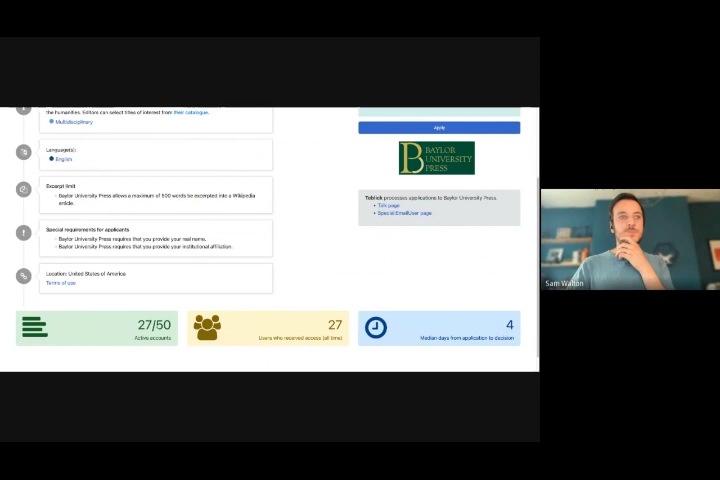 the humanities. Editors can select titles of interest from their catalogue.
Multidisciplinary
Apply
BAYLOR
UNIVERSITY
PRESS
Language(s):
English
Excerpt limit
Baylor University Press allows a maximum of 500 words be excerpted into a Wikipedia
article.
Teblick processes applications to Baylor University Press.
Talk page
Special:EmailUser page
Special requirements for applicants
Baylor University Press requires that you provide your real name.
Baylor University Press requires that you provide your institutional affiliation.
Location: United States of America
Terms of use
27/50
Active accounts
27
Users who received access (all time)
4
Median days from application to decision
Sam Walton